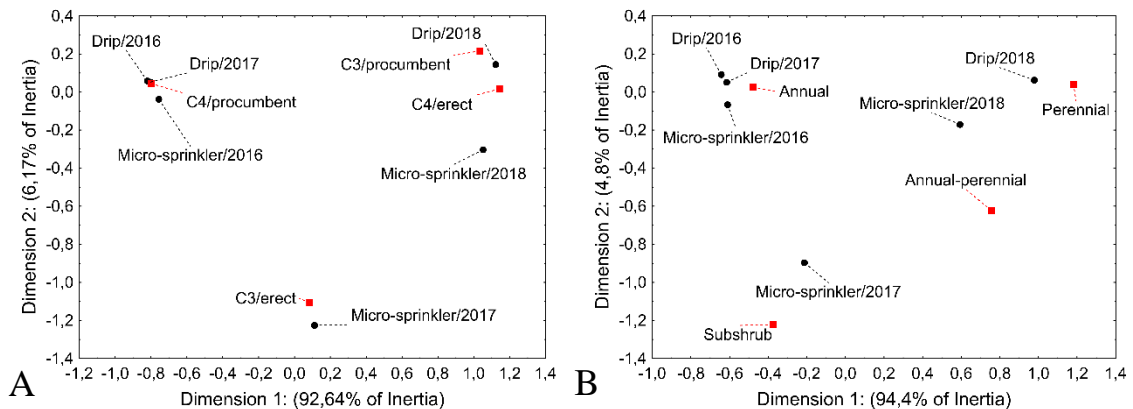 0,4
0,2
0,0
-0,2
-0,4
-0,6
-0,8
-1,0
-1,2
-1,4
Dimension 2: (6,17% of Inertia)
Drip/2016
Drip/2017
C4/procumbent
Micro-sprinkler/2016
Drip/2018
C3/procumbent
C4/erect
Micro-sprinkler/2018
C3/erect
Micro-sprinkler/2017
-1,2 -1,0 -0,8 -0,6 -0,4 -0,2 0,0 0,2 0,4 0,6 0,8 1,0 1,2 1,4
Dimension 1: (92,64% of Inertia)
A
0,4
0,2
0,0
-0,2
-0,4
-0,6
-0,8
-1,0
-1,2
-1,4
Dimension 2: (4,8% of Inertia)
Drip/2016
Drip/2017
Annual
Micro-sprinkler/2016
Drip/2018
Micro-sprinkler/2018
Perennial
Annual-perennial
Micro-sprinkler/2017
Subshrub
-1,0 -0,8 -0,6 -0,4 -0,2 0,0 0,2 0,4 0,6 0,8 1,0 1,2 1,4
Dimension 1: (94,4% of Inertia)
B